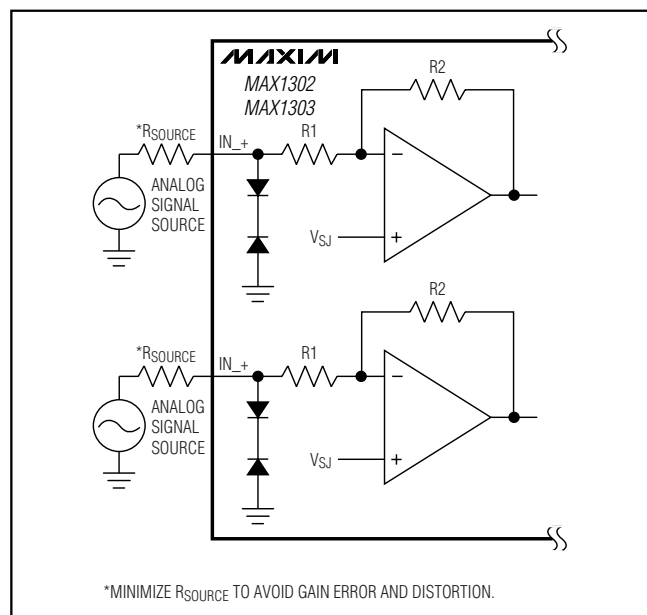 MAXIM
MAX1302
MAX1303
R2
*RSOURCE
IN_+
R1
ANALOG
SIGNAL
SOURCE
−
VSJ
+
R2
*RSOURCE
IN_+
R1
ANALOG
SIGNAL
SOURCE
−
VSJ
+
*MINIMIZE RSOURCE TO AVOID GAIN ERROR AND DISTORTION.